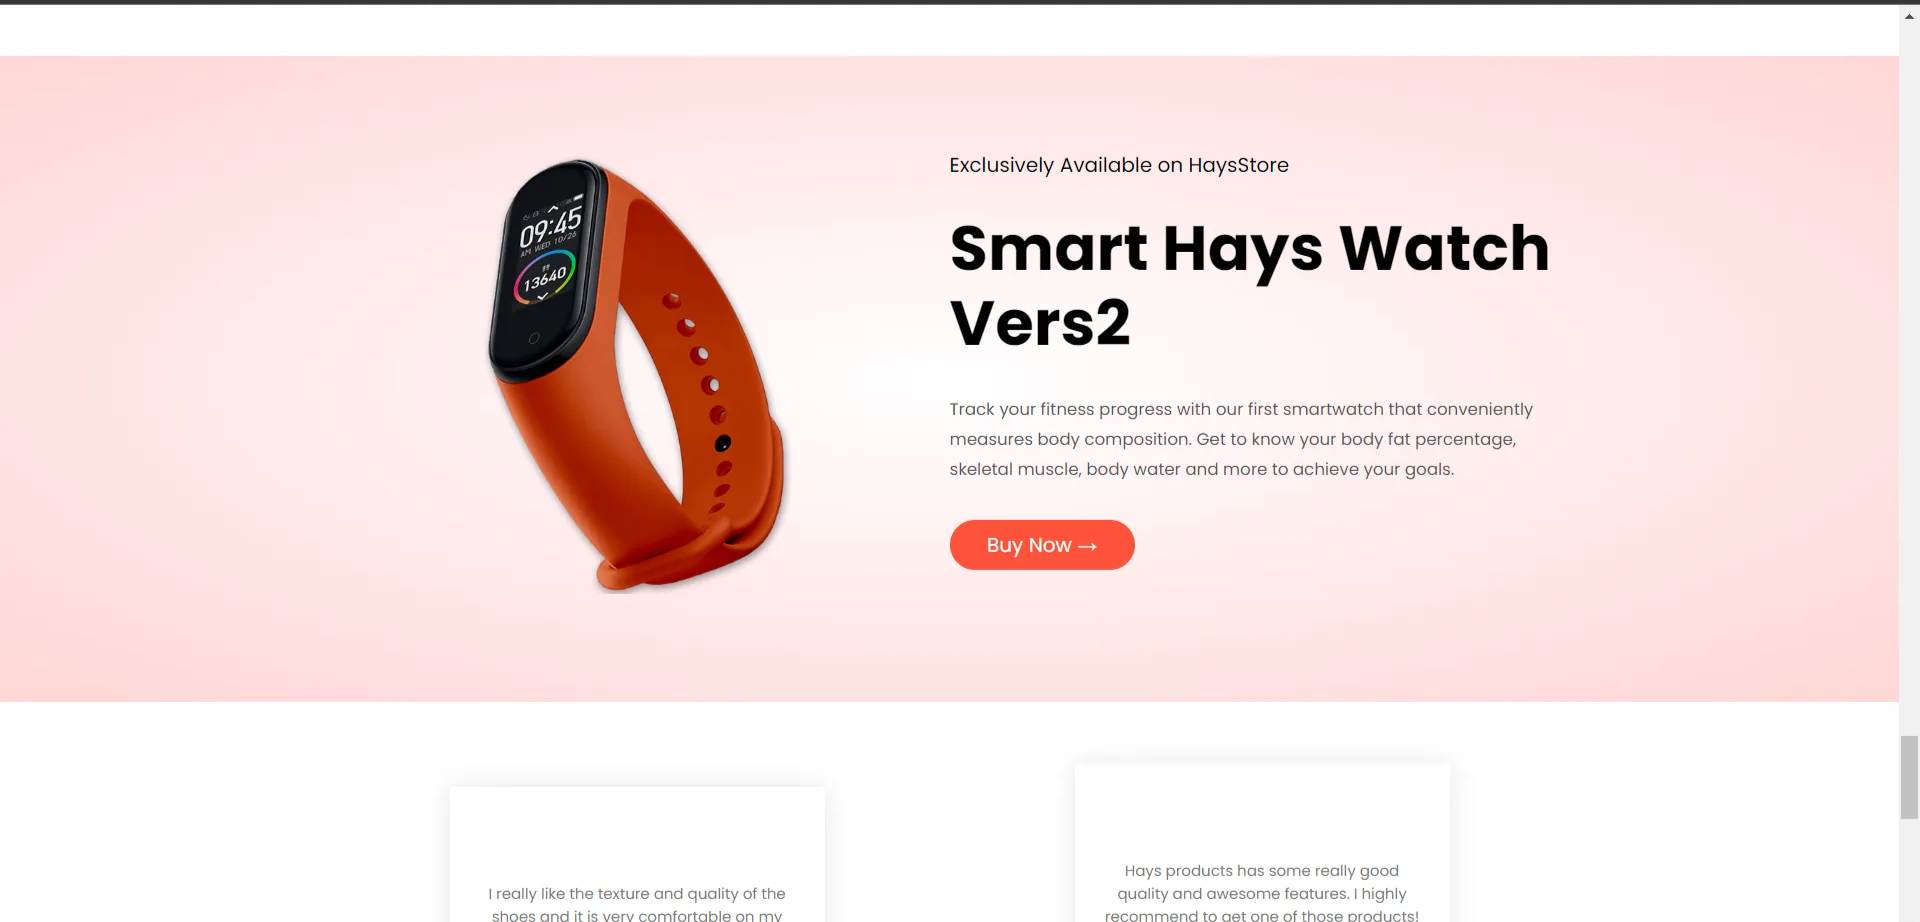 Exclusively Available on HaysStore
09:45
AM WED 10/26
13640
Smart Hays Watch
Vers2
Track your fitness progress with our first smartwatch that conveniently
measures body composition. Get to know your body fat percentage,
skeletal muscle, body water and more to achieve your goals.
Buy Now →
I really like the texture and quality of the
shoes and it is very comfortable on my
Hays products has some really good
quality and awesome features. I highly
recommend to get one of those products!